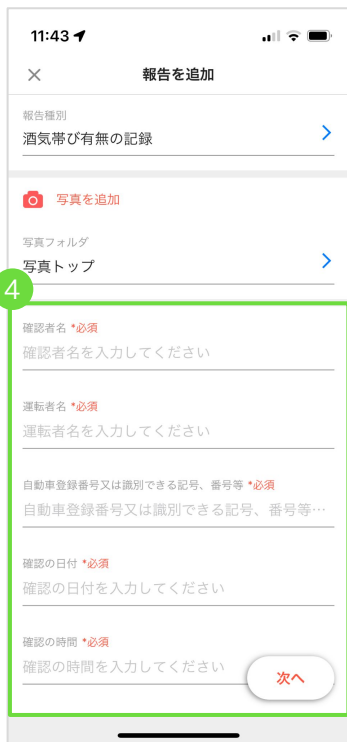 11:43
報告を追加
報告種別
酒気帯び有無の記録
写真を追加
写真フォルダ
写真トップ
4
確認者名 *必須
確認者名を入力してください
運転者名 *必須
運転者名を入力してください
自動車登録番号又は識別できる記号、番号等 *必須
自動車登録番号又は識別できる記号、番号等…
確認の日付 *必須
確認の日付を入力してください
確認の時間 *必須
確認の時間を入力してください
次へ